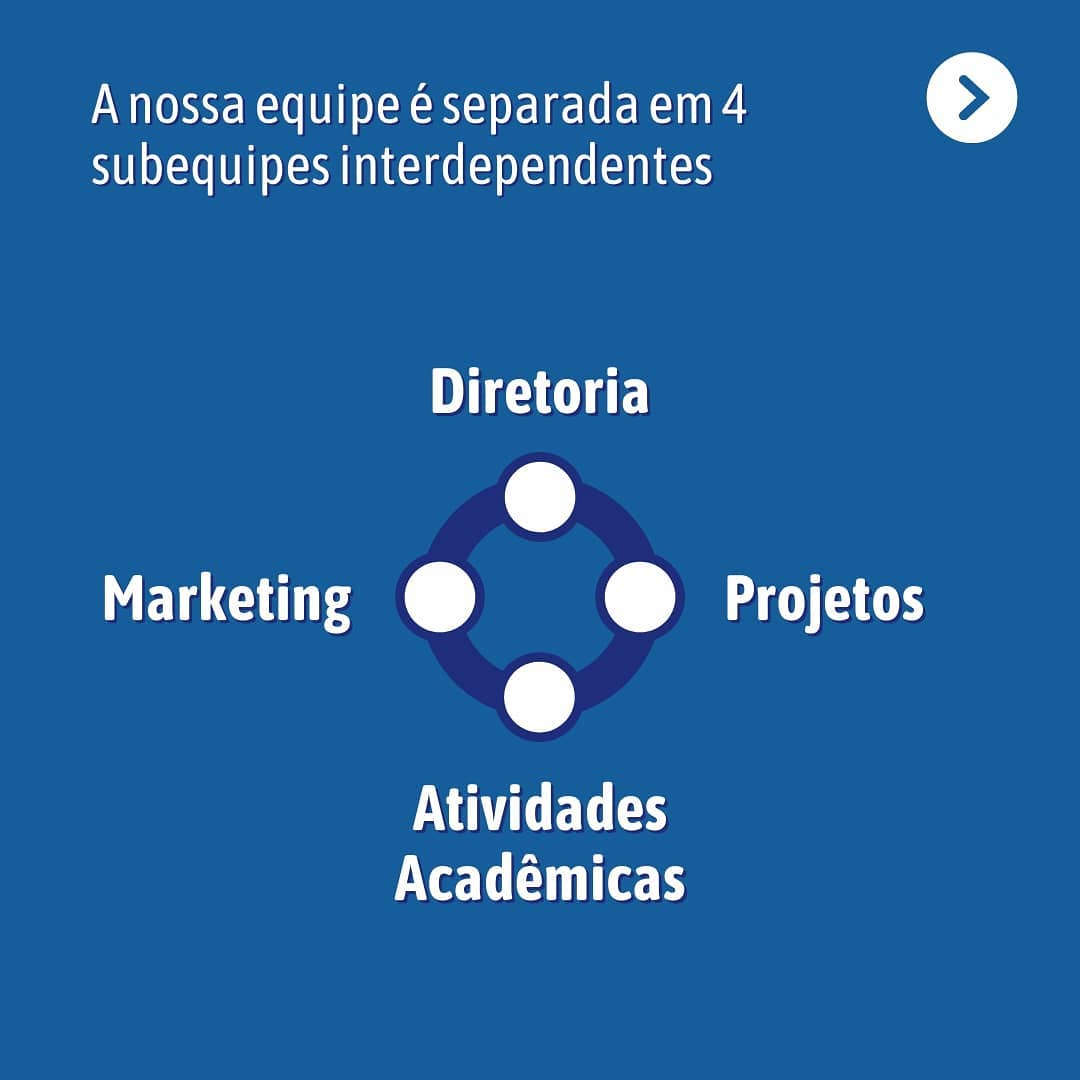 A nossa equipe é separada em 4
subequipes interdependentes
Diretoria
Marketing
Projetos
Atividades
Acadêmicas